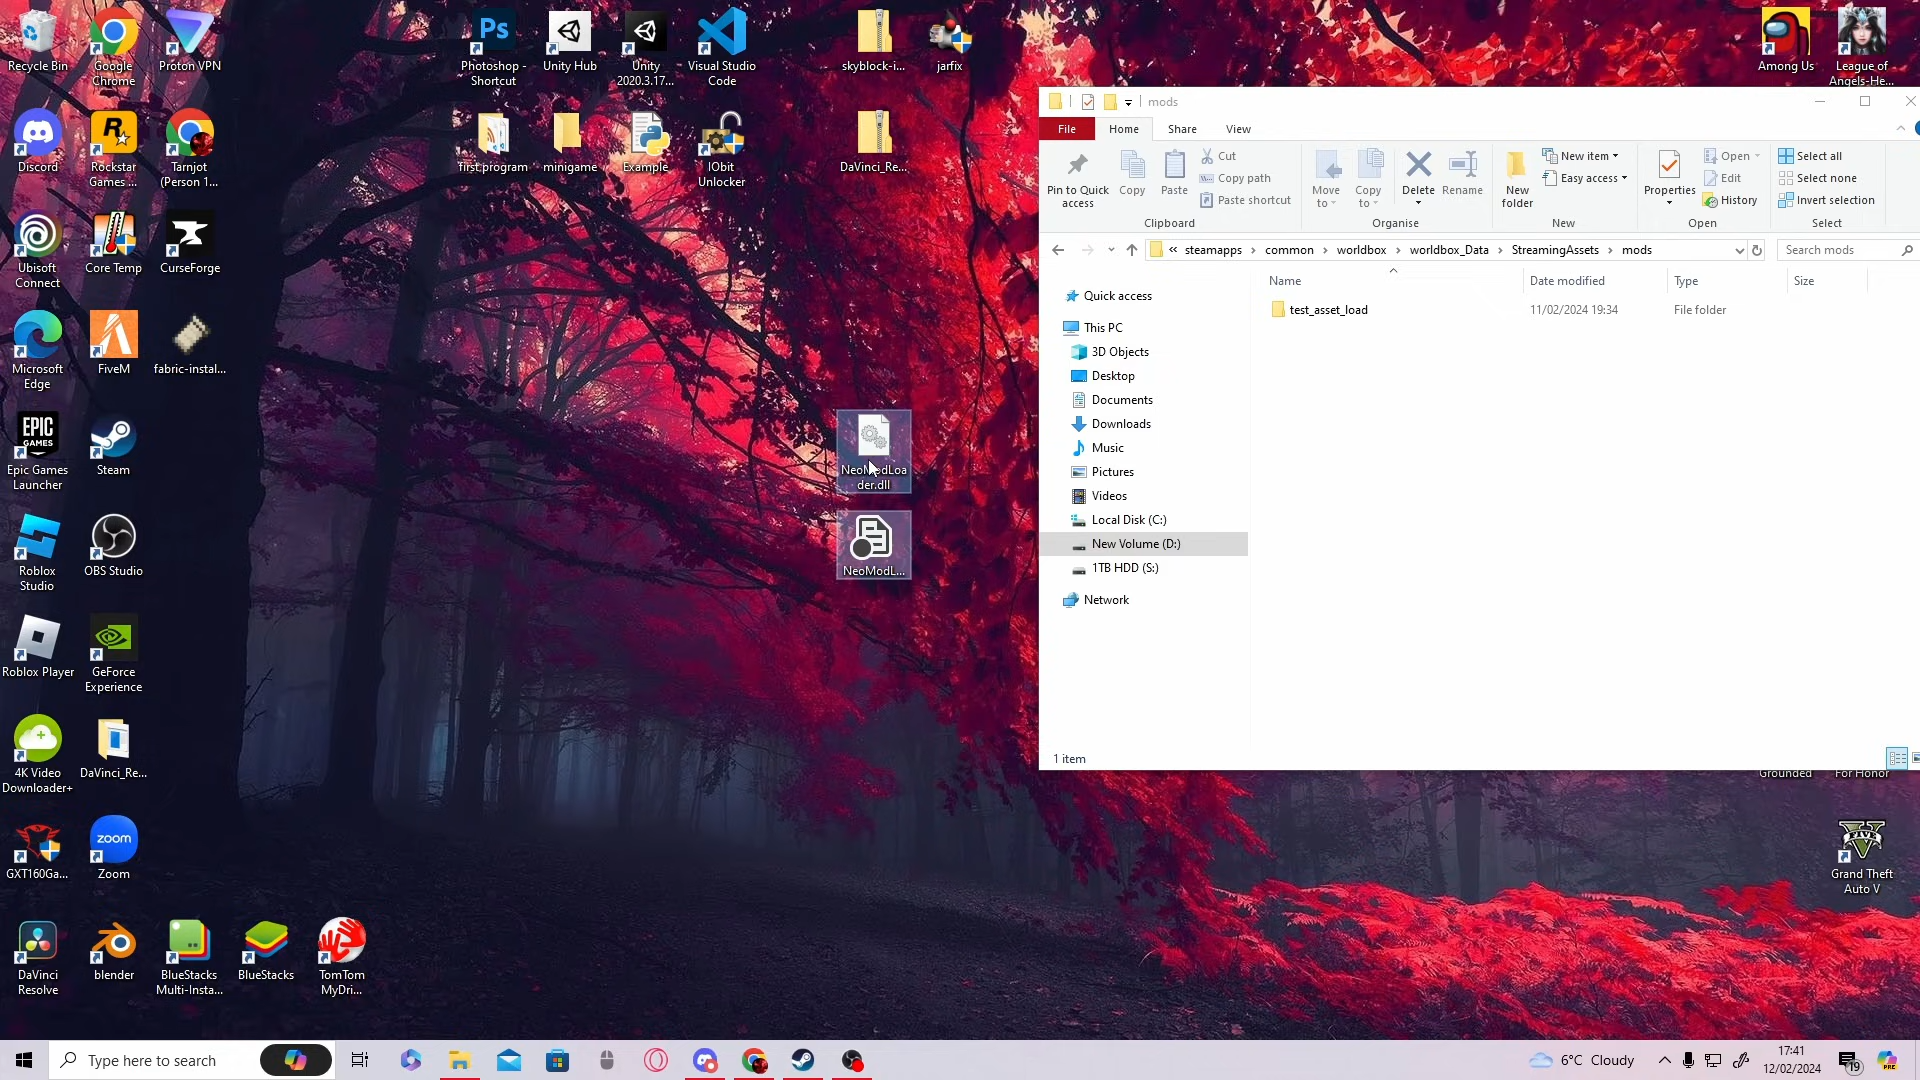 Recycle Bin
Google
Chrome
Proton VPN
Photoshop -
Shortcut
Unity Hub
Unity
2020.3.17...
Visual Studio
Code
skyblock-i...
jarfix
Among Us
League of
Angels-He...
Discord
Rockstar
Games ...
Tarnjot
(Person 1...
first program
minigame
Example
IObit
Unlocker
DaVinci_Re...
Ubisoft
Connect
Core Temp
CurseForge
Microsoft
Edge
FiveM
fabric-instal...
EPIC
GAMES
Epic Games
Launcher
Steam
Roblox
Studio
OBS Studio
Roblox Player
GeForce
Experience
4K Video
Downloader+
DaVinci_Re...
GXT160Ga...
zoom
Zoom
DaVinci
Resolve
blender
BlueStacks
Multi-Insta...
BlueStacks
TomTom
MyDri...
NeoModLoa
der.dll
NeoModL...
Grounded
For Honor
Grand Theft
Auto V
mods
File
Home
Share
View
Pin to Quick
access
Copy
Paste
Cut
Copy path
Paste shortcut
Clipboard
Move
to
Copy
to
Delete
Rename
Organise
New
folder
New item
Easy access
New
Properties
Open
Edit
History
Open
Select all
Select none
Invert selection
Select
« steamapps > common > worldbox > worldbox_Data > StreamingAssets > mods
Search mods
Name
Date modified
Type
Size
test_asset_load
11/02/2024 19:34
File folder
Quick access
This PC
3D Objects
Desktop
Documents
Downloads
Music
Pictures
Videos
Local Disk (C:)
New Volume (D:)
1TB HDD (S:)
Network
1 item
Type here to search
6°C Cloudy
17:41
12/02/2024
19
PRE